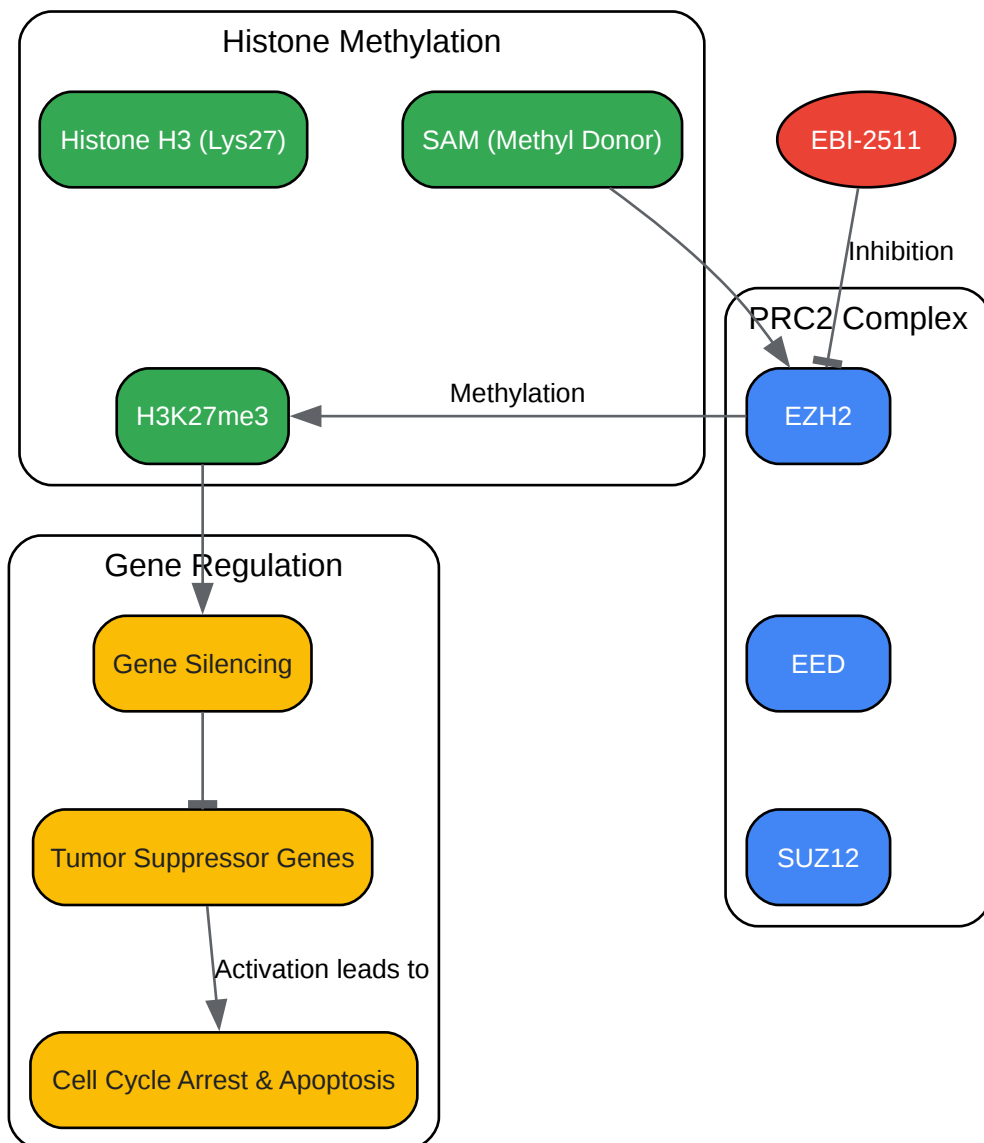 Histone Methylation
Histone H3 (Lys27)
SAM (Methyl Donor)
EBI-2511
Inhibition
PRC2 Complex
Methylation
H3K27me3
EZH2
Gene Regulation
Gene Silencing
EED
Tumor Suppressor Genes
SUZ12
Activation leads to
Cell Cycle Arrest & Apoptosis